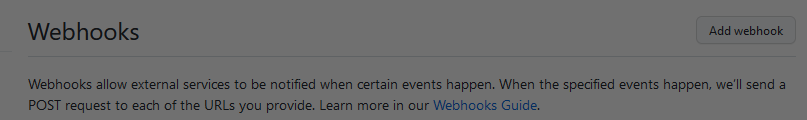 Webhooks
Add webhook
Webhooks allow external services to be notified when certain events happen. When the specified events happen, we'll send a
POST request to each of the URLs you provide. Learn more in our Webhooks Guide.